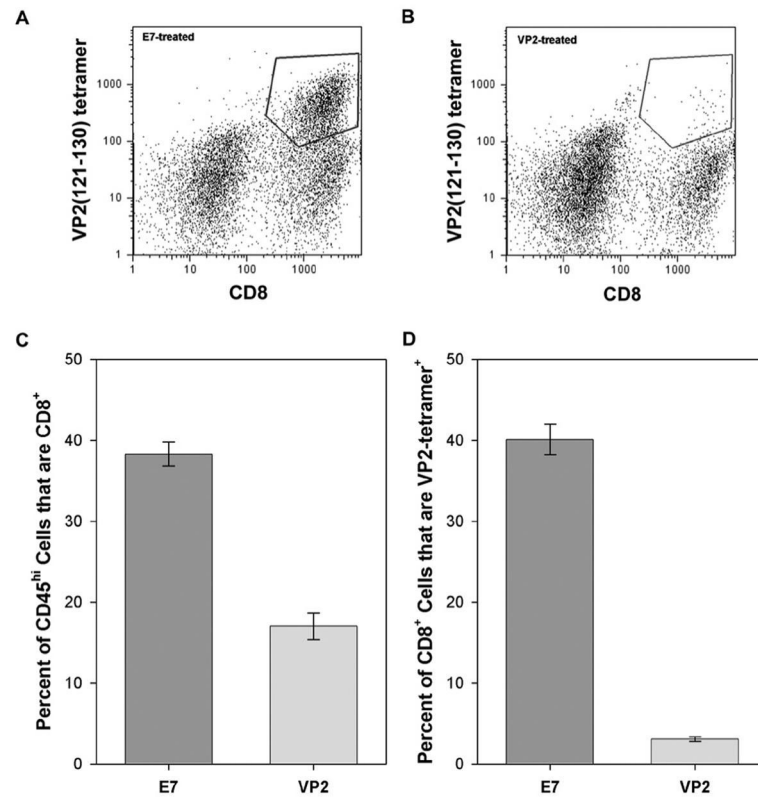 A
E7-treated
VP2(121-130) tetramer
1000
100
10
1
1 10 100 1000
CD8
B
VP2-treated
VP2(121-130) tetramer
1000
100
10
1
1 10 100 1000
CD8
C
Percent of CD45hi Cells that are CD8+
50
40
30
20
10
0
E7 VP2
D
Percent of CD8+ Cells that are VP2-tetramer+
50
40
30
20
10
0
E7 VP2